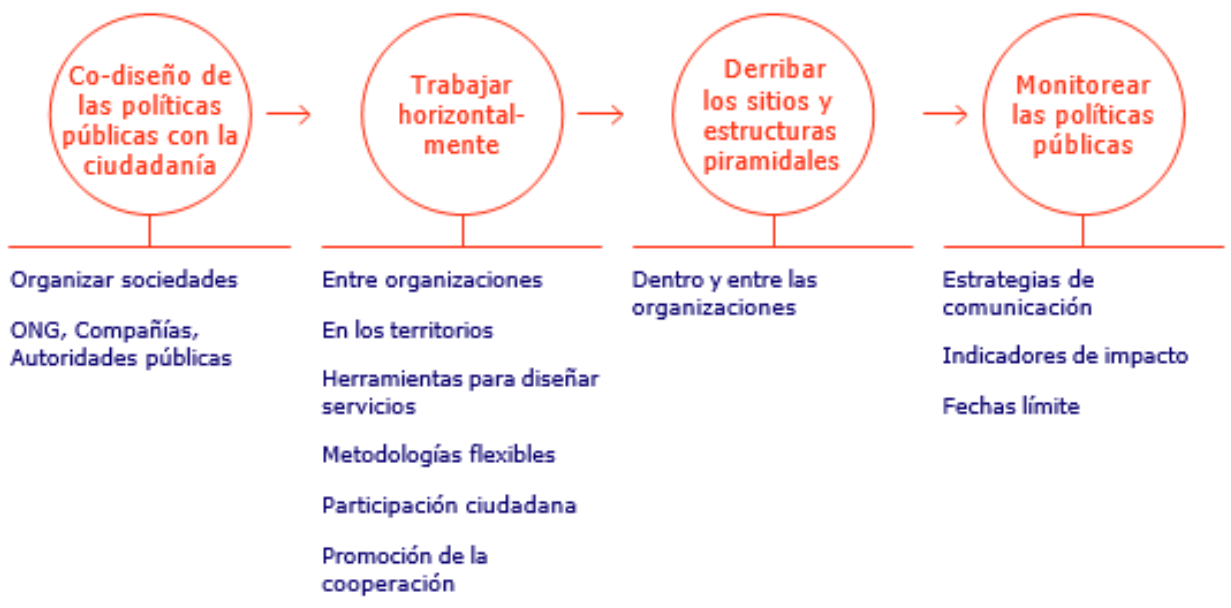 Co-diseño de
las políticas
públicas con la
ciudadanía
Organizar sociedades
ONG, Compañías,
Autoridades públicas
Trabajar
horizontal-
mente
Entre organizaciones
En los territorios
Herramientas para diseñar
servicios
Metodologías flexibles
Participación ciudadana
Promoción de la
cooperación
Derribar
los sitios y
estructuras
piramidales
Dentro y entre las
organizaciones
Monitorear
las políticas
públicas
Estrategias de
comunicación
Indicadores de impacto
Fechas límite